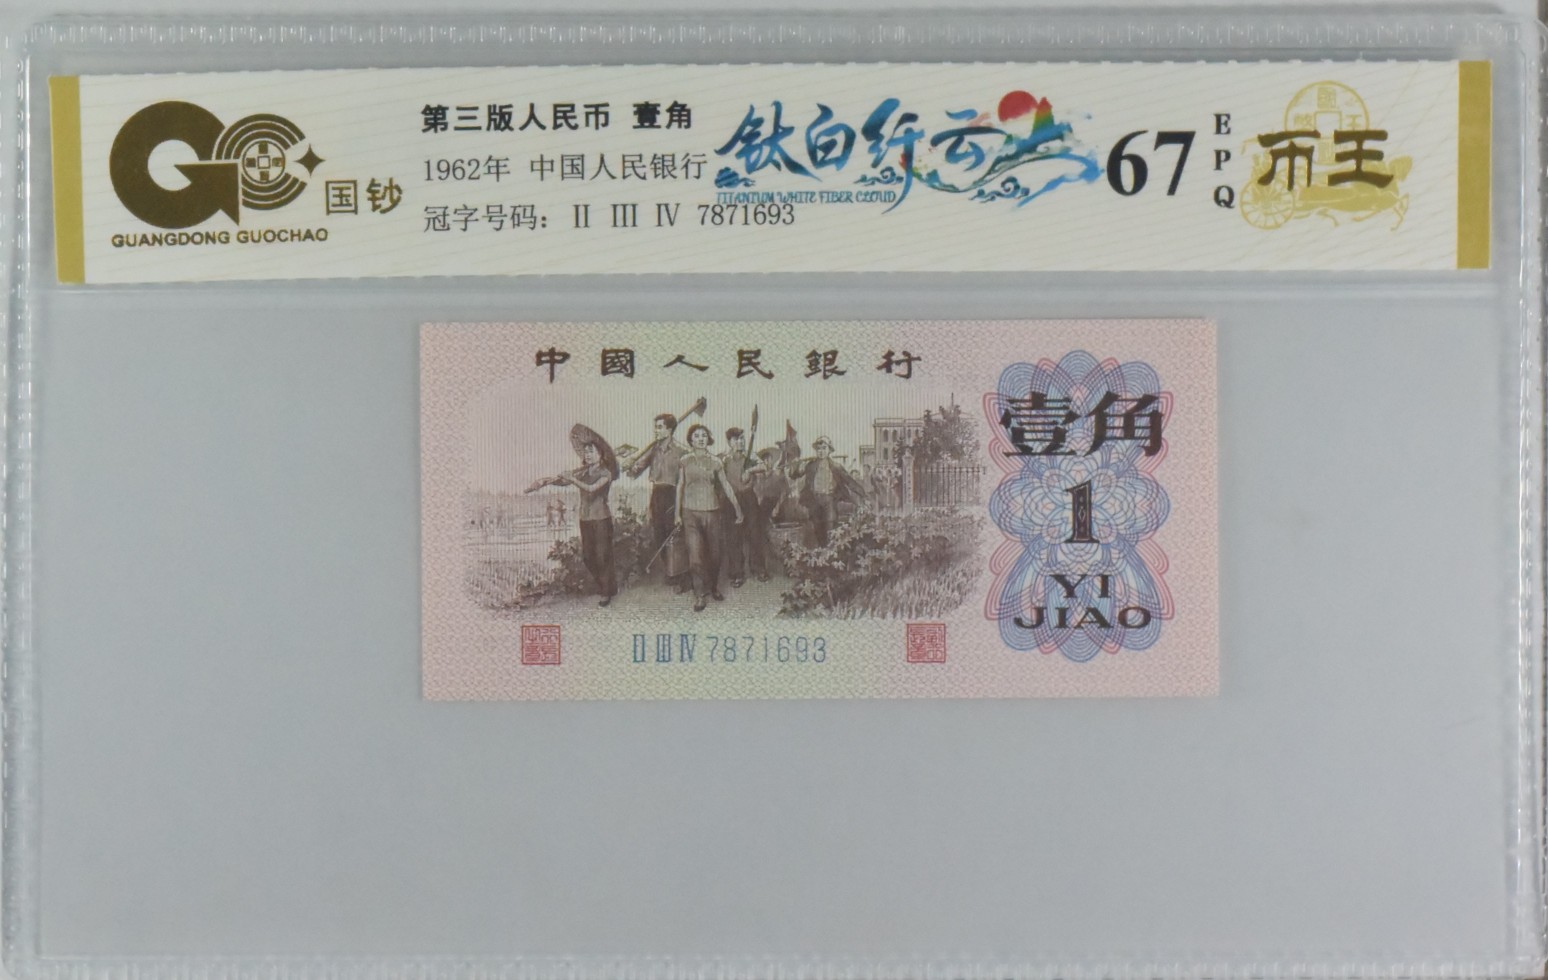 国钞
GUANGDONG GUOCHAO
第三版人民币 壹角
1962年 中国人民银行
冠字号码: II III IV 7871693
钛白纤云
TITANIUM WHITE FIBER CLOUD
67
EPQ
币王
中國人民銀行
壹角
1
YI
JIAO
II III IV 7871693